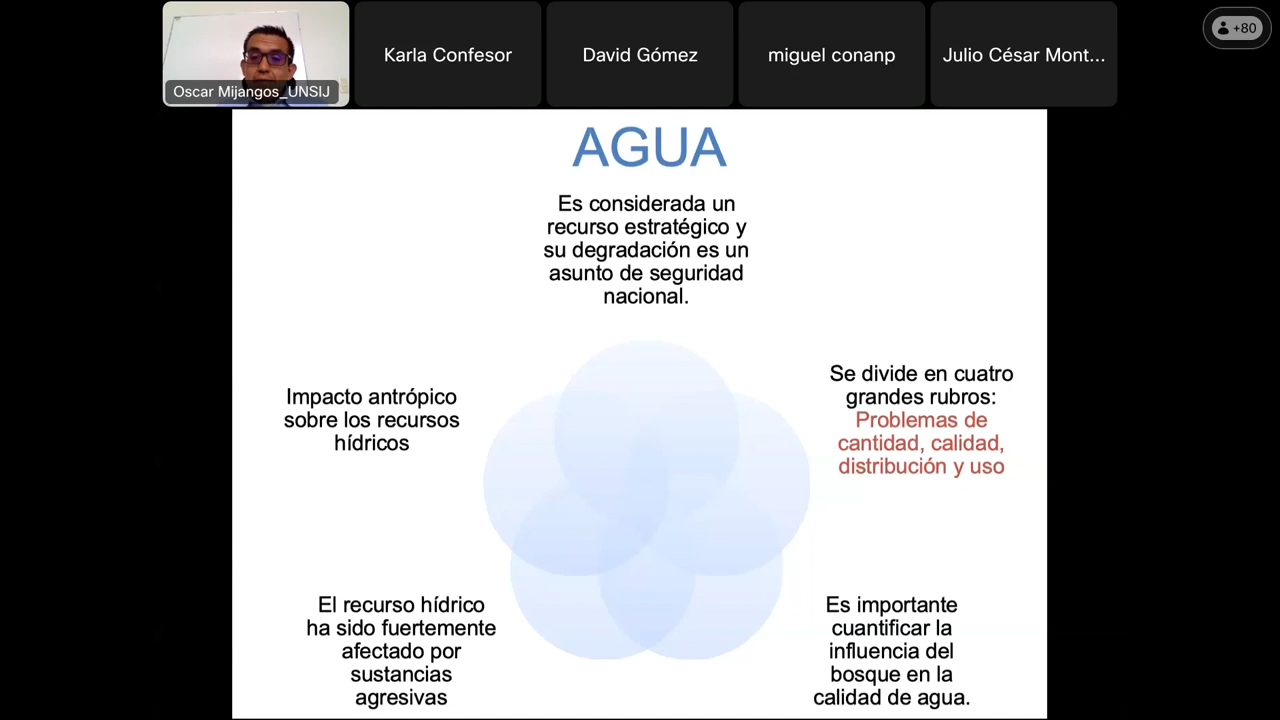 Oscar Mijangos_UNSIJ
Karla Confesor
David Gómez
miguel conanp
Julio César Mont...
+80
AGUA
Es considerada un
recurso estratégico y
su degradación es un
asunto de seguridad
nacional.
Se divide en cuatro
grandes rubros:
Problemas de
cantidad, calidad,
distribución y uso
Es importante
cuantificar la
influencia del
bosque en la
calidad de agua.
El recurso hídrico
ha sido fuertemente
afectado por
sustancias
agresivas
Impacto antrópico
sobre los recursos
hídricos